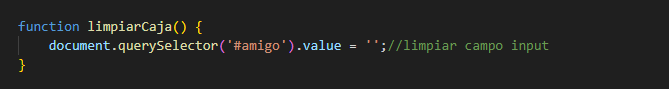 function limpiarCaja() {
    document.querySelector('#amigo').value = '';//limpiar campo input
}